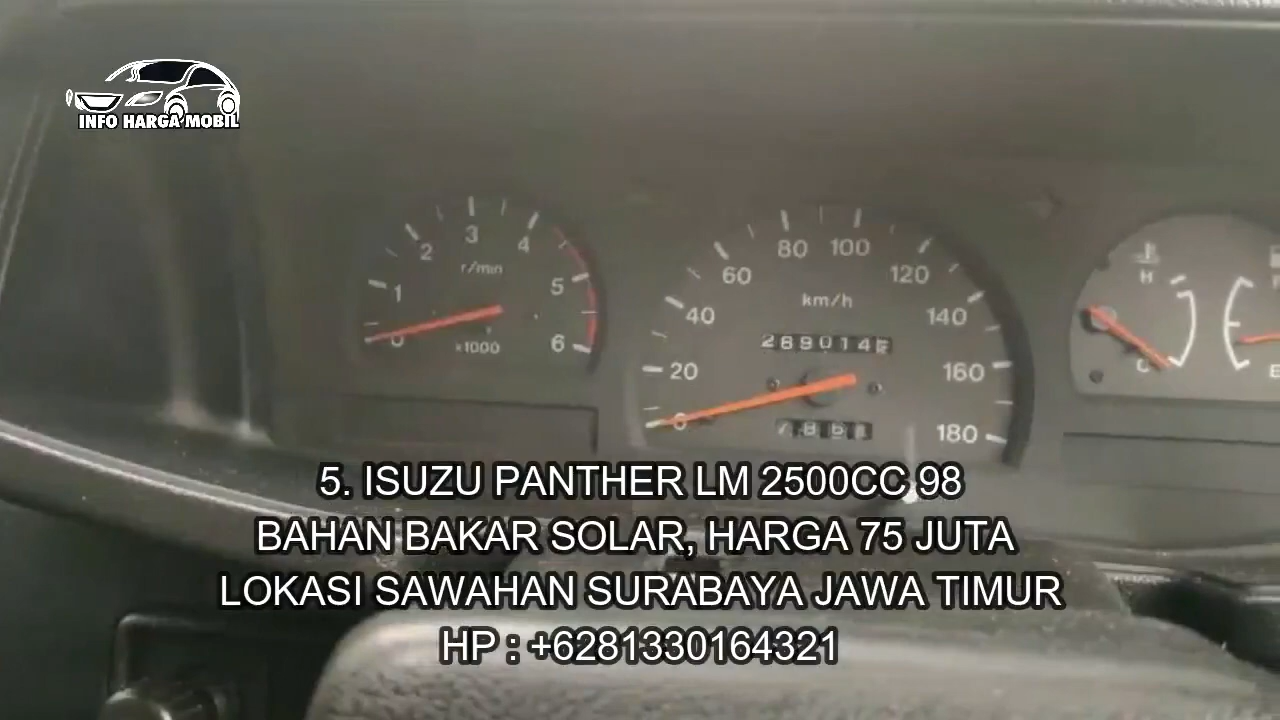 INFO HARGA MOBIL
1 2 3 4 5 6
r/min
x1000
0 20 40 60 80 100 120 140 160 180
km/h
H
C
E
5. ISUZU PANTHER LM 2500CC 98
BAHAN BAKAR SOLAR, HARGA 75 JUTA
LOKASI SAWAHAN SURABAYA JAWA TIMUR
HP : +6281330164321